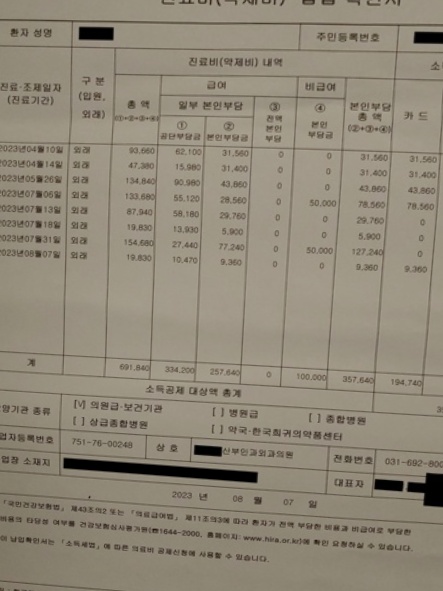 환자 성명
주민등록번호
진료비(약제비) 내역
진료·조제일자
(진료기간)
구 분
(입원,
외래)
총 액
(①+②+③+④)
급여
비급여
일부 본인부담
①
공단부담금
②
본인부담금
③
전액
본인
부담
④
본인
부담금
본인부담
총 액
(②+③+④)
카 드
2023년04월10일 외래 93,660 62,100 31,560 0 0 31,560 31,560
2023년04월14일 외래 47,380 15,980 31,400 0 0 31,400 31,400
2023년05월26일 외래 134,840 90,980 43,860 0 0 43,860 43,860
2023년07월06일 외래 133,680 55,120 28,560 0 50,000 78,560 78,560
2023년07월13일 외래 87,940 58,180 29,760 0 0 29,760 0
2023년07월18일 외래 19,830 13,930 5,900 0 0 5,900 0
2023년07월31일 외래 154,680 27,440 77,240 0 50,000 127,240 0
2023년08월07일 외래 19,830 10,470 9,360 0 0 9,360 9,360
계 691,840 334,200 257,640 0 100,000 357,640 194,740
소득공제 대상액 총계
요양기관 종류
[√] 의원급·보건기관 [ ] 병원급 [ ] 종합병원
[ ] 상급종합병원 [ ] 약국·한국희귀의약품센터
사업자등록번호 751-76-00248 상 호 산부인과외과의원 전화번호 031-692-800
사업장 소재지 대표자
2023 년 08 월 07 일
「국민건강보험법」 제43조의2 또는 「의료급여법」 제11조의3에 따라 환자가 전액 부담한 비용과 비급여로 부담한
비용의 타당성 여부를 건강보험심사평가원(☎1644-2000, 홈페이지: www.hira.or.kr)에 확인 요청하실 수 있습니다.
이 납입확인서는 「소득세법」에 따른 의료비 공제신청에 사용할 수 있습니다.